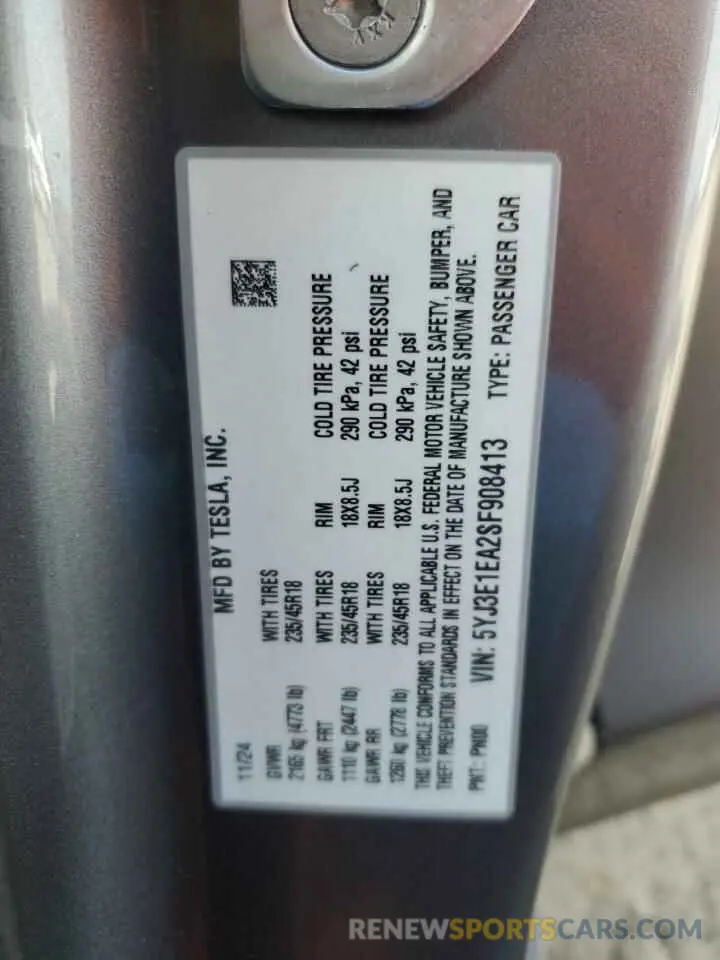 MFD BY TESLA, INC.
11/24
GVWR
2165 kg (4773 lb)
WITH TIRES
235/45R18
GAWR FRT
1110 kg (2447 lb)
WITH TIRES
235/45R18
RIM
18X8.5J
COLD TIRE PRESSURE
290 kPa, 42 psi
GAWR RR
1260 kg (2778 lb)
WITH TIRES
235/45R18
RIM
18X8.5J
COLD TIRE PRESSURE
290 kPa, 42 psi
THIS VEHICLE CONFORMS TO ALL APPLICABLE U.S. FEDERAL MOTOR VEHICLE SAFETY, BUMPER, AND
THEFT PREVENTION STANDARDS IN EFFECT ON THE DATE OF MANUFACTURE SHOWN ABOVE.
PNT: PN00 VIN: 5YJ3E1EA2SF908413 TYPE: PASSENGER CAR
RENEWSPORTSCARS.COM